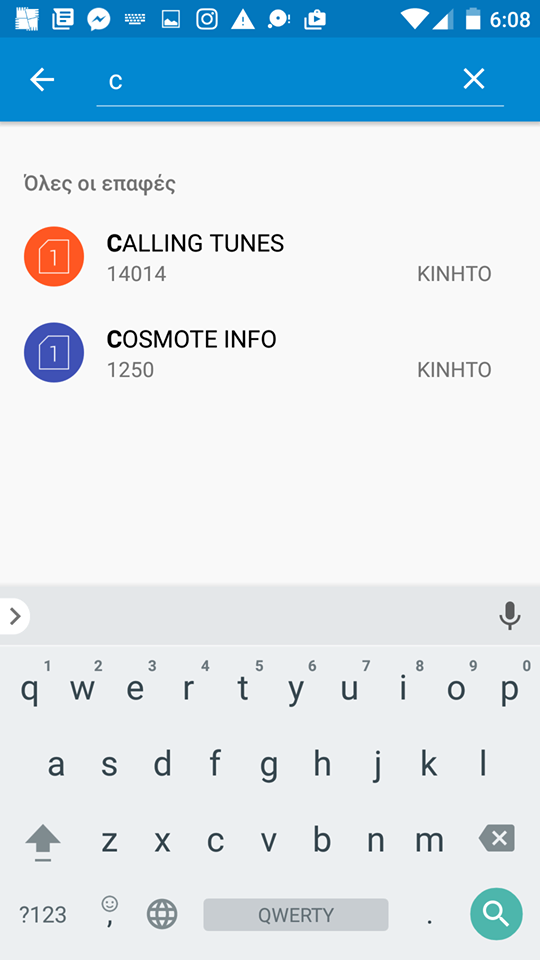 6:08
c
Όλες οι επαφές
1
CALLING TUNES
14014
ΚΙΝΗΤΟ
1
COSMOTE INFO
1250
ΚΙΝΗΤΟ
1 2 3 4 5 6 7 8 9 0
q w e r t y u i o p
a s d f g h j k l
z x c v b n m
?123 , QWERTY .